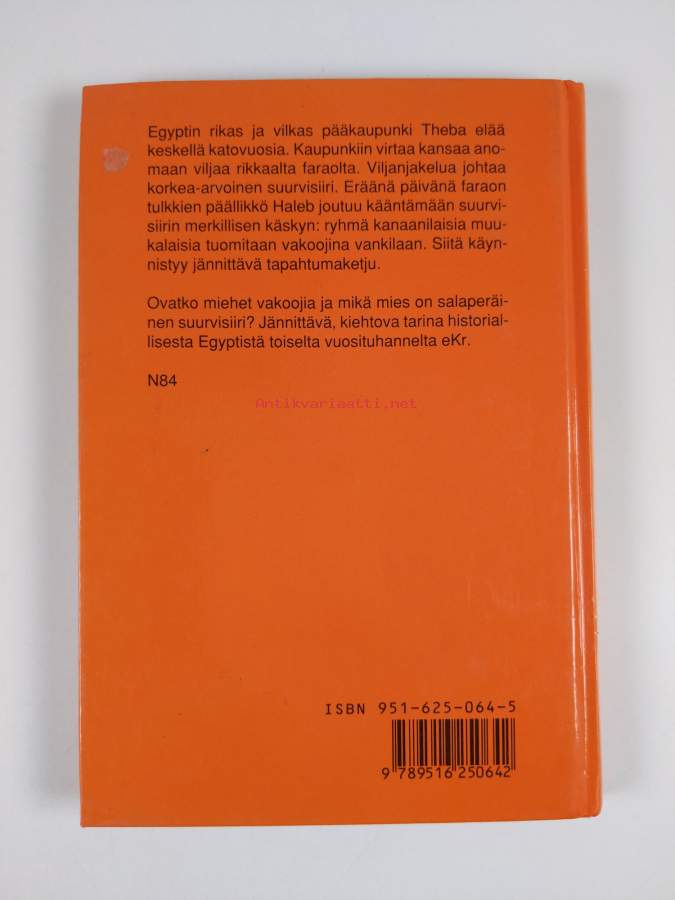 Egyptin rikas ja vilkas pääkaupunki Theba elää
keskellä katovuosia. Kaupunkiin virtaa kansaa ano-
maan viljaa rikkaalta faraolta. Viljanjakelua johtaa
korkea-arvoinen suurvisiiri. Eräänä päivänä faraon
tulkkien päällikkö Haleb joutuu kääntämään suurvi-
siirin merkillisen käskyn: ryhmä kanaanilaisia muu-
kalaisia tuomitaan vakoojina vankilaan. Siitä käyn-
nistyy jännittävä tapahtumaketju.
Ovatko miehet vakoojia ja mikä mies on salaperäi-
nen suurvisiiri? Jännittävä, kiehtova tarina historial-
lisesta Egyptistä toiselta vuosituhannelta eKr.
N84
Antikvariaatti.net
ISBN 951-625-064-5
9 789516 250642